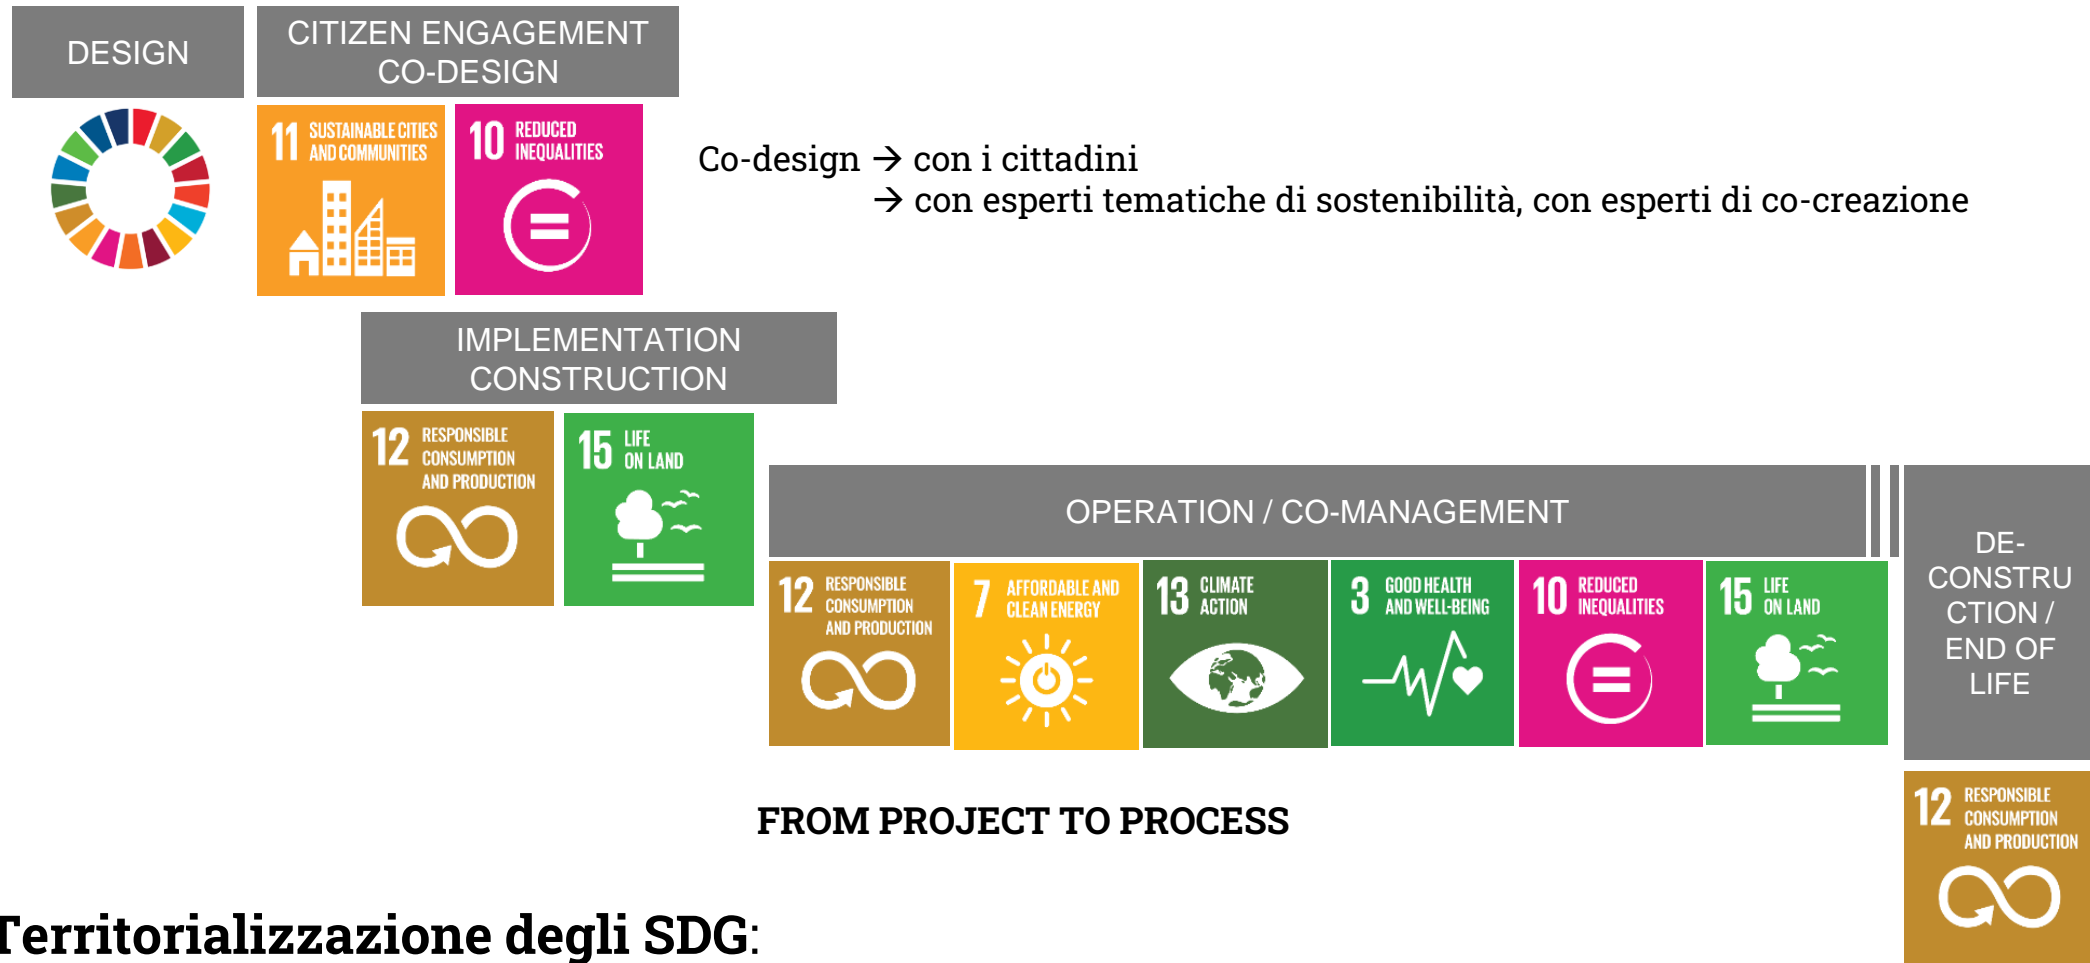 DESIGN
CITIZEN ENGAGEMENT
CO-DESIGN
11 SUSTAINABLE CITIES
AND COMMUNITIES
10 REDUCED
INEQUALITIES
Co-design → con i cittadini
→ con esperti tematiche di sostenibilità, con esperti di co-creazione
IMPLEMENTATION
CONSTRUCTION
12 RESPONSIBLE
CONSUMPTION
AND PRODUCTION
15 LIFE
ON LAND
OPERATION / CO-MANAGEMENT
12 RESPONSIBLE
CONSUMPTION
AND PRODUCTION
7 AFFORDABLE AND
CLEAN ENERGY
13 CLIMATE
ACTION
3 GOOD HEALTH
AND WELL-BEING
10 REDUCED
INEQUALITIES
15 LIFE
ON LAND
DE-
CONSTRU
CTION /
END OF
LIFE
12 RESPONSIBLE
CONSUMPTION
AND PRODUCTION
FROM PROJECT TO PROCESS
Territorializzazione degli SDG: